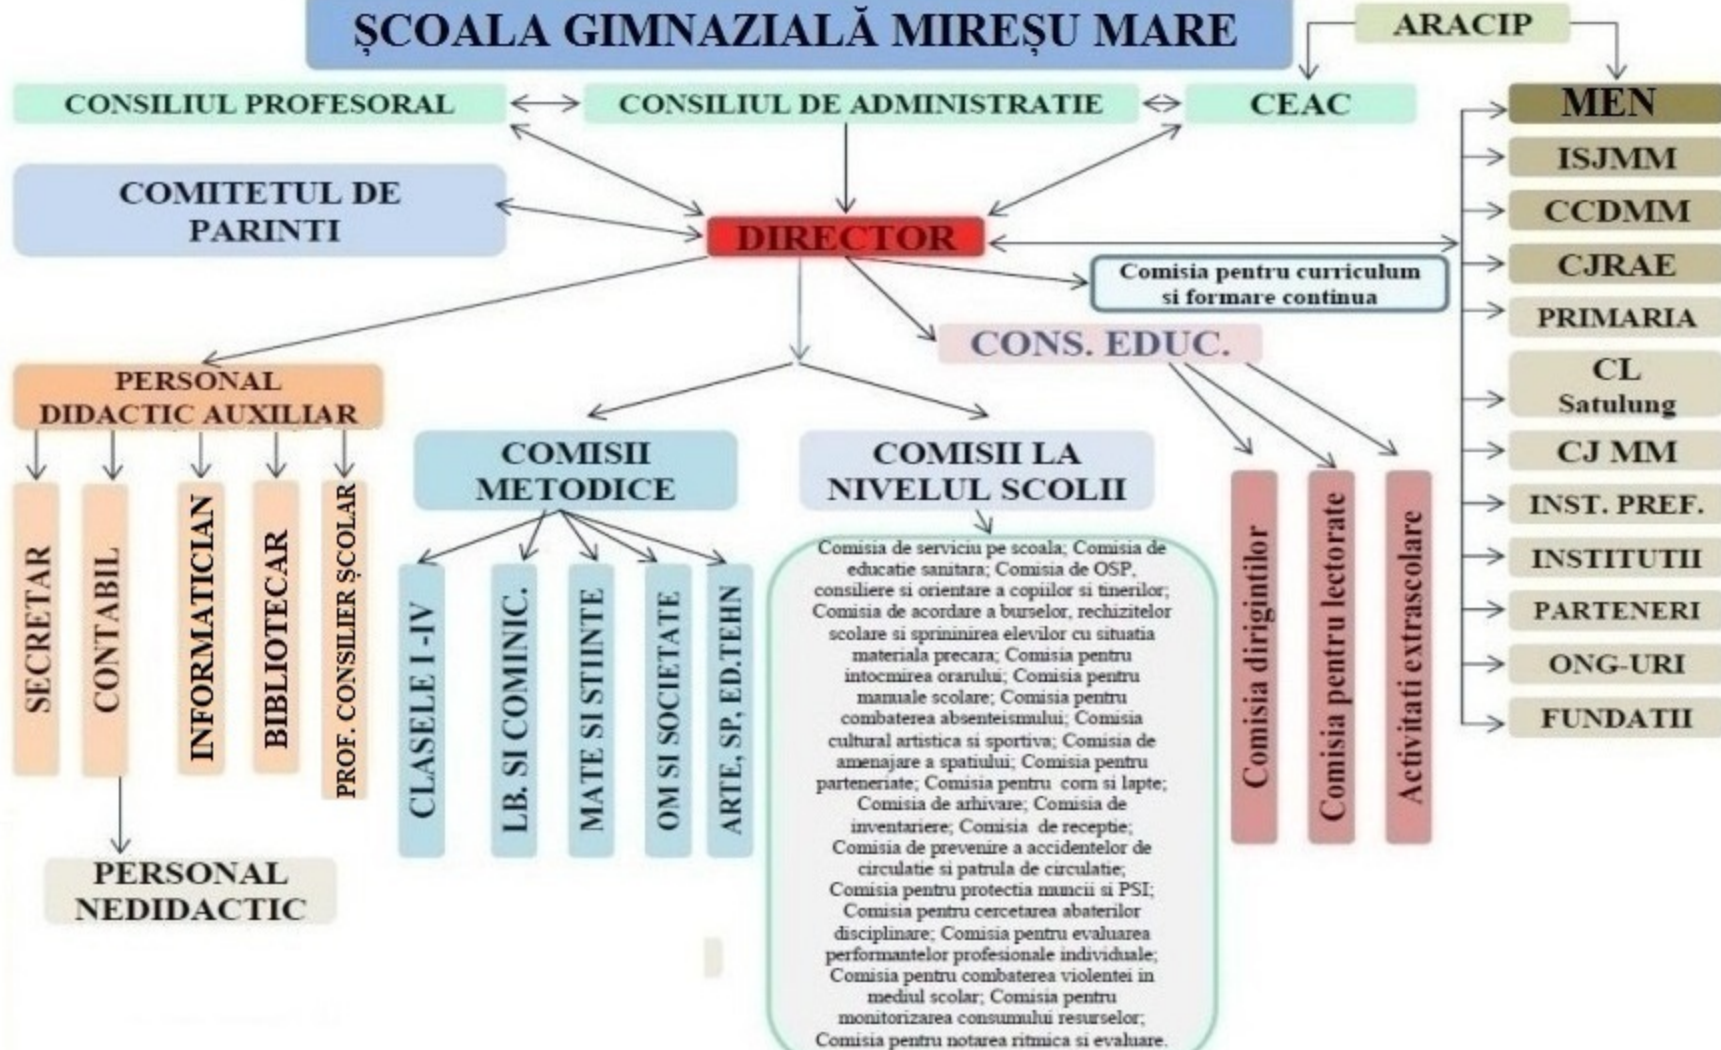 ȘCOALA GIMNAZIALĂ MIREȘU MARE
ARACIP
CONSILIUL PROFESORAL
CONSILIUL DE ADMINISTRATIE
CEAC
MEN
ISJMM
CCDMM
CJRAE
PRIMARIA
CL
Satulung
CJ MM
INST. PREF.
INSTITUTII
PARTENERI
ONG-URI
FUNDATII
COMITETUL DE
PARINTI
DIRECTOR
Comisia pentru curriculum
si formare continua
CONS. EDUC.
PERSONAL
DIDACTIC AUXILIAR
SECRETAR
CONTABIL
INFORMATICIAN
BIBLIOTECAR
PROF. CONSILIER ȘCOLAR
PERSONAL
NEDIDACTIC
COMISII
METODICE
CLASELE I -IV
LB. SI COMINIC.
MATE SI STIINTE
OM SI SOCIETATE
ARTE, SP, ED.TEHN
COMISII LA
NIVELUL SCOLII
Comisia de serviciu pe scoala; Comisia de
educatie sanitara; Comisia de OSP,
consiliere si orientare a copiilor si tinerilor;
Comisia de acordare a burselor, rechizitelor
scolare si sprininirea elevilor cu situatia
materiala precara; Comisia pentru
intocmirea orarului; Comisia pentru
manuale scolare; Comisia pentru
combaterea absenteismului; Comisia
cultural artistica si sportiva; Comisia de
amenajare a spatiului; Comisia pentru
parteneriate; Comisia pentru corn si lapte;
Comisia de arhivare; Comisia de
inventariere; Comisia de receptie;
Comisia de prevenire a accidentelor de
circulatie si patrula de circulatie;
Comisia pentru protectia muncii si PSI;
Comisia pentru cercetarea abaterilor
disciplinare; Comisia pentru evaluarea
performantelor profesionale individuale;
Comisia pentru combaterea violentei in
mediul scolar; Comisia pentru
monitorizarea consumului resurselor;
Comisia pentru notarea ritmica si evaluare.
Comisia dirigintilor
Comisia pentru lectorate
Activitati extrascolare